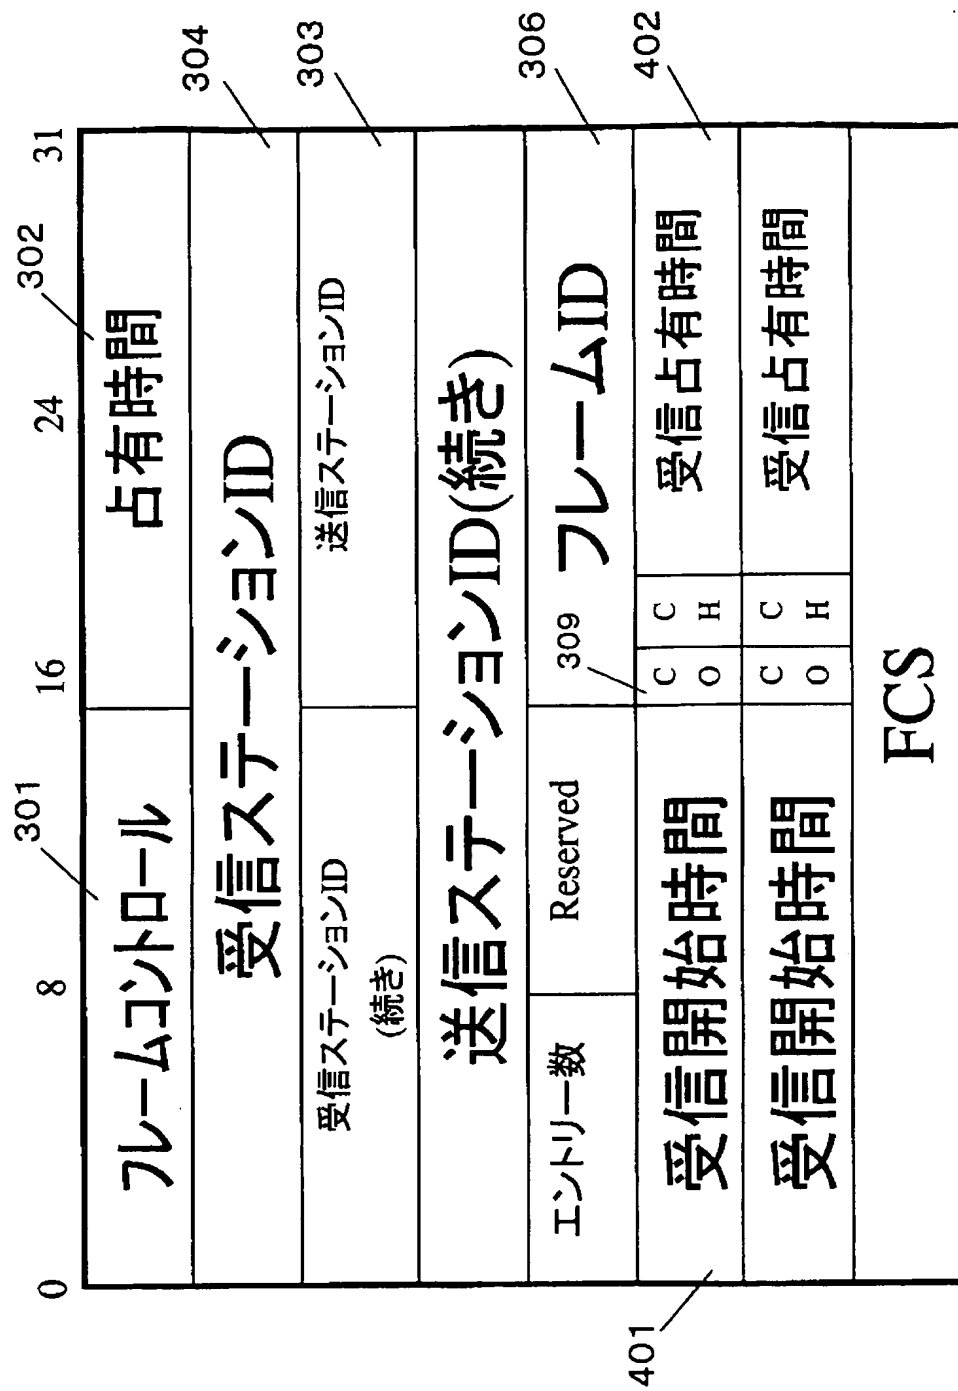 0 8 16 24 31
301 302
フレームコントロール 占有時間
受信ステーションID 304
受信ステーションID 送信ステーションID 303
(続き)
送信ステーションID(続き)
エントリー数 Reserved フレームID 306
309
401 受信開始時間 CO CH 受信占有時間 402
受信開始時間 CO CH 受信占有時間
FCS